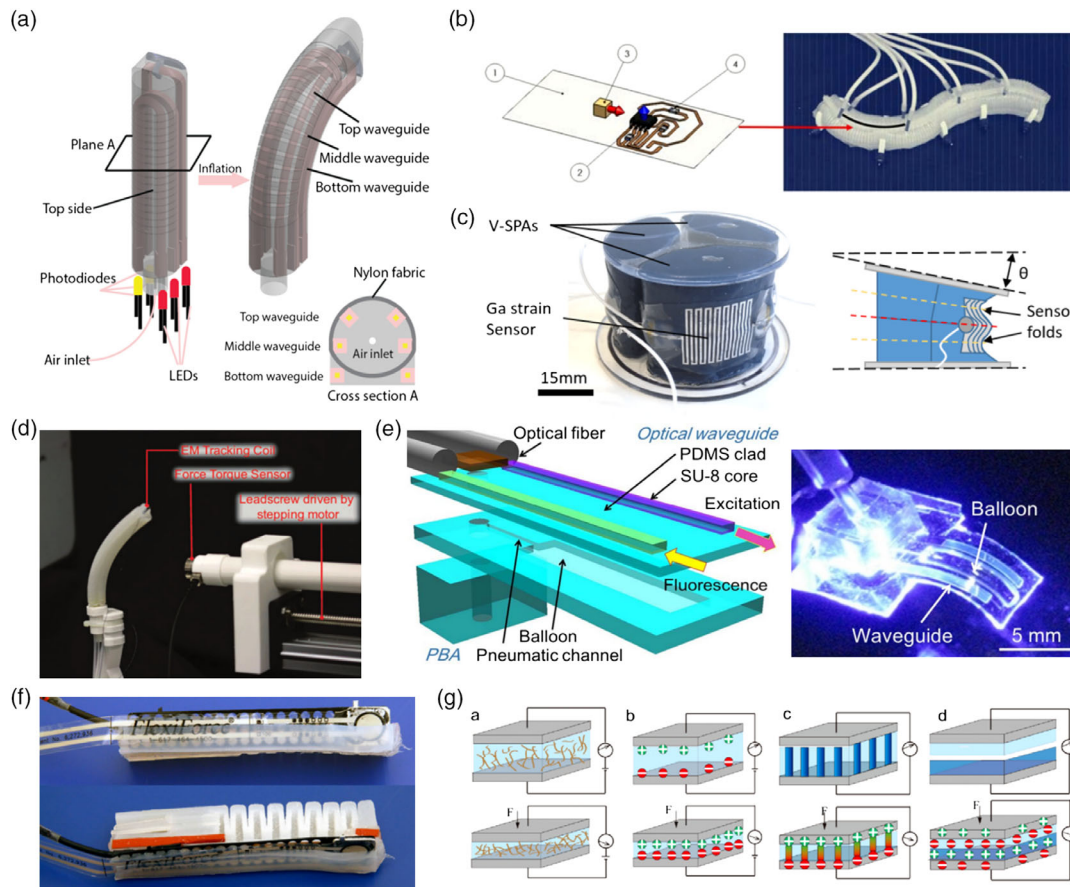 (a)
Plane A
Top side
Inflation
Top waveguide
Middle waveguide
Bottom waveguide
Photodiodes
Air inlet
LEDs
Nylon fabric
Top waveguide
Middle waveguide
Bottom waveguide
Air inlet
Cross section A
(b)
1
3
4
2
(c)
V-SPAs
Ga strain
Sensor
15mm
θ
Senso
folds
(d)
EM Tracking Coil
Force Torque Sensor
Leadscrew driven by
stepping motor
(e)
Optical fiber
Optical waveguide
PDMS clad
SU-8 core
Excitation
Fluorescence
Balloon
Pneumatic channel
PBA
Balloon
Waveguide
5 mm
(f)
FlexiForce
(g)
a
b
c
d
F
F
F
F